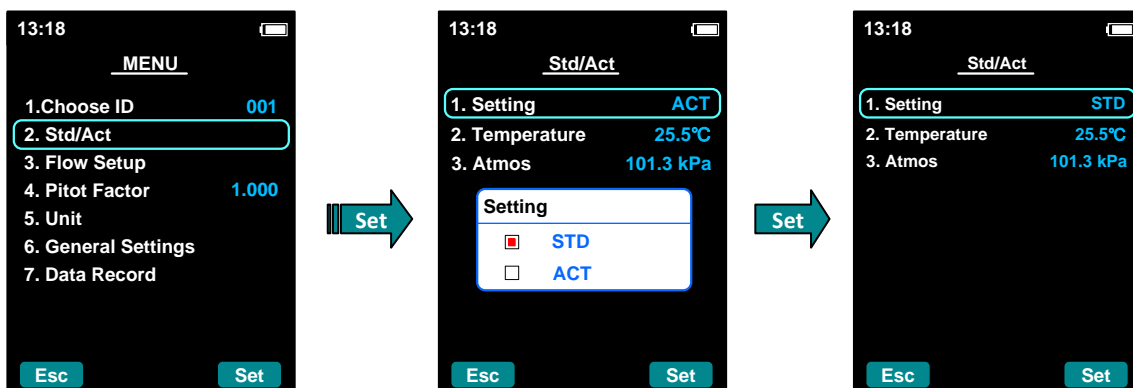 13:18
MENU
1.Choose ID 001
2. Std/Act
3. Flow Setup
4. Pitot Factor 1.000
5. Unit
6. General Settings
7. Data Record
Esc Set
Set
13:18
Std/Act
1. Setting ACT
2. Temperature 25.5℃
3. Atmos 101.3 kPa
Setting
STD
ACT
Esc Set
Set
13:18
Std/Act
1. Setting STD
2. Temperature 25.5℃
3. Atmos 101.3 kPa
Esc Set